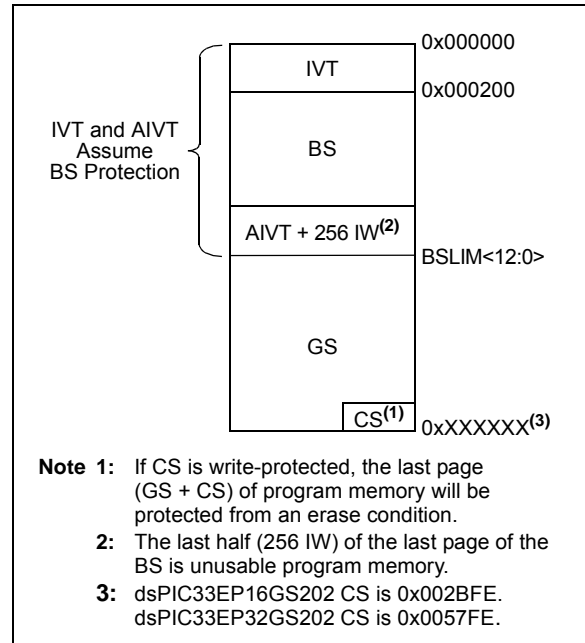 0x000000
IVT
0x000200
IVT and AIVT
Assume
BS Protection
BS
AIVT + 256 IW(2)
BSLIM<12:0>
GS
CS(1)
0xXXXXXX(3)
Note 1: If CS is write-protected, the last page
(GS + CS) of program memory will be
protected from an erase condition.
2: The last half (256 IW) of the last page of the
BS is unusable program memory.
3: dsPIC33EP16GS202 CS is 0x002BFE.
dsPIC33EP32GS202 CS is 0x0057FE.